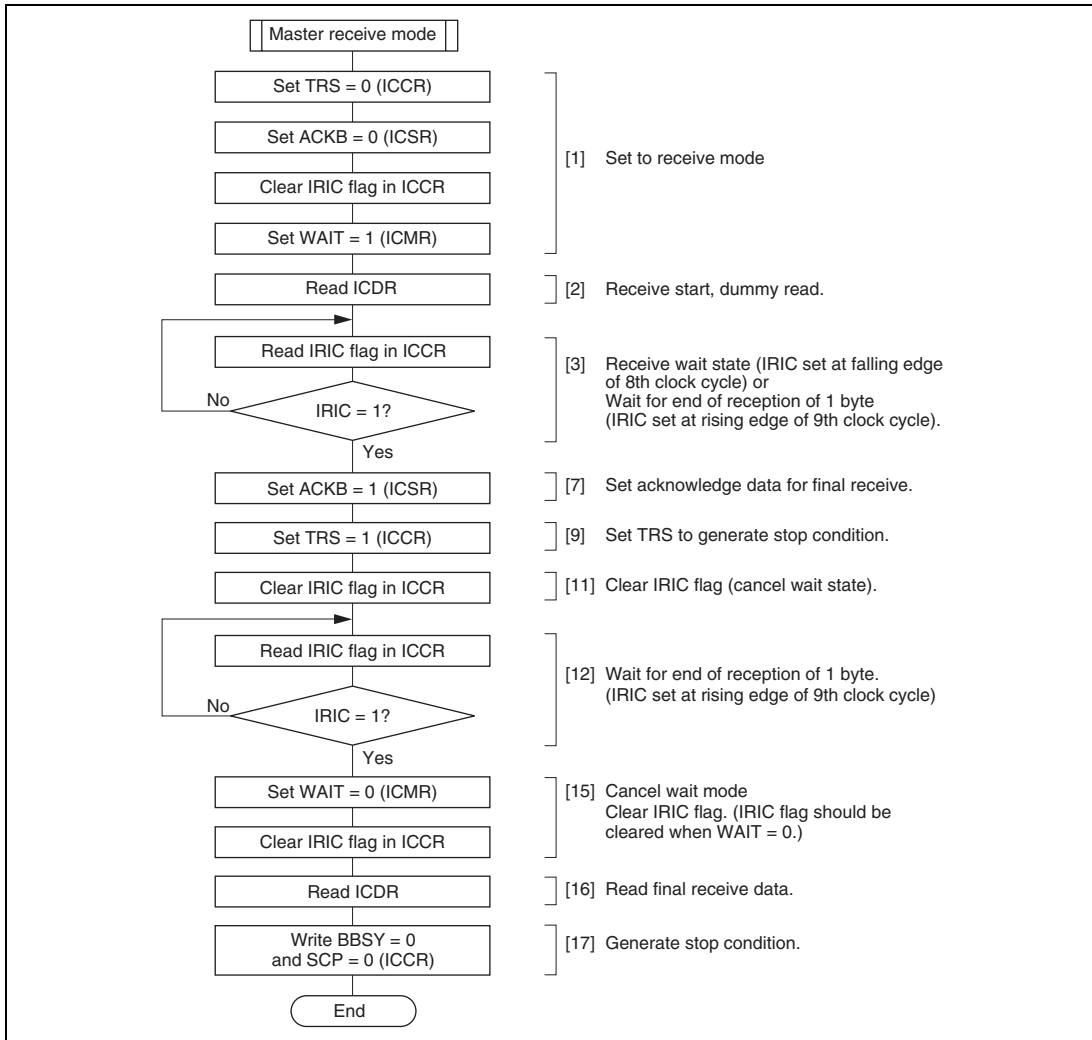 Master receive mode
Set TRS = 0 (ICCR)
Set ACKB = 0 (ICSR)
[1] Set to receive mode
Clear IRIC flag in ICCR
Set WAIT = 1 (ICMR)
Read ICDR
[2] Receive start, dummy read.
Read IRIC flag in ICCR
[3] Receive wait state (IRIC set at falling edge
of 8th clock cycle) or
Wait for end of reception of 1 byte
(IRIC set at rising edge of 9th clock cycle).
No
IRIC = 1?
Yes
Set ACKB = 1 (ICSR)
[7] Set acknowledge data for final receive.
Set TRS = 1 (ICCR)
[9] Set TRS to generate stop condition.
Clear IRIC flag in ICCR
[11] Clear IRIC flag (cancel wait state).
Read IRIC flag in ICCR
[12] Wait for end of reception of 1 byte.
(IRIC set at rising edge of 9th clock cycle)
No
IRIC = 1?
Yes
Set WAIT = 0 (ICMR)
[15] Cancel wait mode
Clear IRIC flag. (IRIC flag should be
cleared when WAIT = 0.)
Clear IRIC flag in ICCR
Read ICDR
[16] Read final receive data.
Write BBSY = 0
and SCP = 0 (ICCR)
[17] Generate stop condition.
End